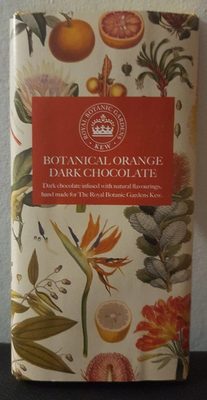 ROYAL BOTANIC GARDENS
KEW
BOTANICAL ORANGE
DARK CHOCOLATE
Dark chocolate infused with natural flavourings,
hand made for The Royal Botanic Gardens Kew.